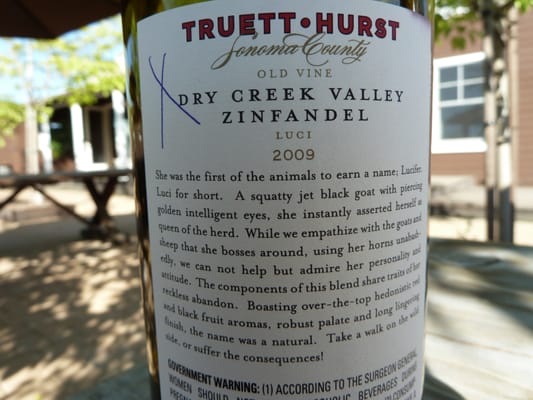 TRUETT•HURST
Sonoma County
OLD VINE
DRY CREEK VALLEY
ZINFANDEL
LUCI
2009
She was the first of the animals to earn a name; Lucifer,
Luci for short. A squatty jet black goat with piercing
golden intelligent eyes, she instantly asserted herself as
queen of the herd. While we empathize with the goats and
sheep that she bosses around, using her horns unabash-
edly, we can not help but admire her personality and
attitude. The components of this blend share traits of her
reckless abandon. Boasting over-the-top hedonistic red
and black fruit aromas, robust palate and long lingering
finish, the name was a natural. Take a walk on the wild
side, or suffer the consequences!
GOVERNMENT WARNING: (1) ACCORDING TO THE SURGEON GENERAL
WOMEN SHOULD BEVERAGES DURING